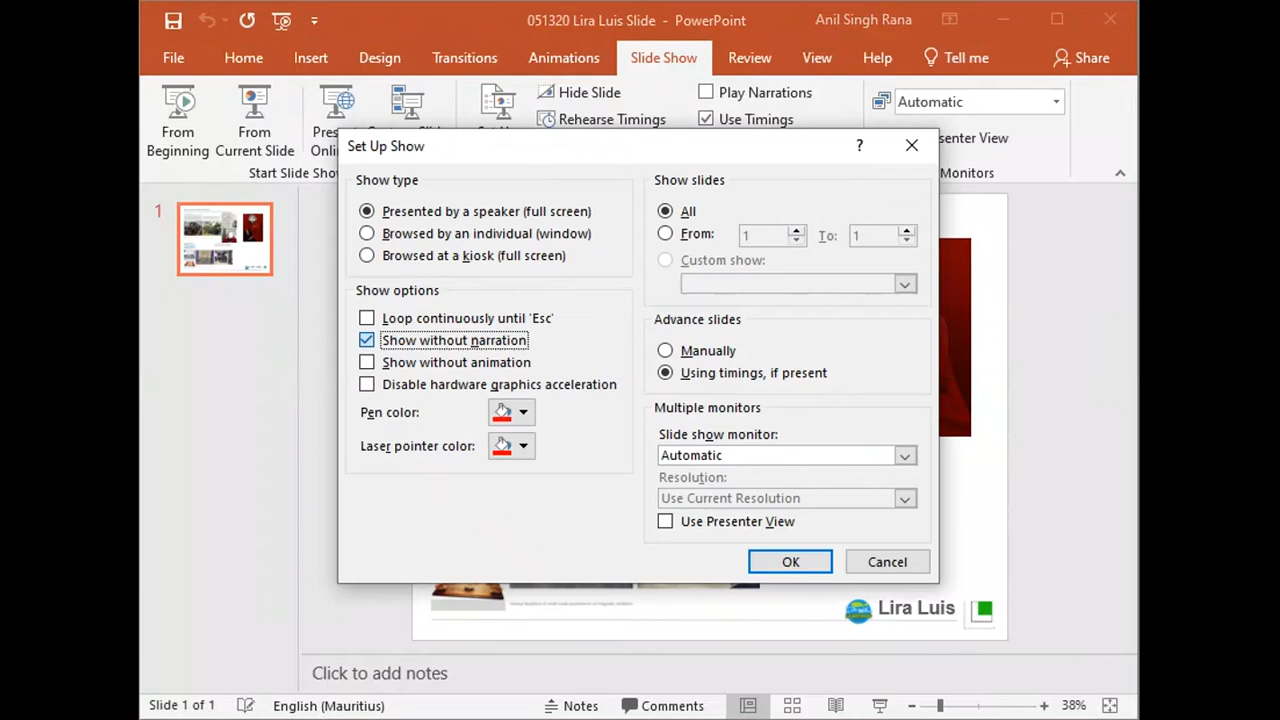 051320 Lira Luis Slide - PowerPoint
Anil Singh Rana
File Home Insert Design Transitions Animations Slide Show Review View Help Tell me Share
From Beginning
From Current Slide
Hide Slide
Rehearse Timings
Play Narrations
Use Timings
Automatic
Start Slide
Monitors
Set Up Show
?
Show type
Presented by a speaker (full screen)
Browsed by an individual (window)
Browsed at a kiosk (full screen)
Show options
Loop continuously until 'Esc'
Show without narration
Show without animation
Disable hardware graphics acceleration
Pen color:
Laser pointer color:
Show slides
All
From: 1 To: 1
Custom show:
Advance slides
Manually
Using timings, if present
Multiple monitors
Slide show monitor:
Automatic
Resolution:
Use Current Resolution
Use Presenter View
OK Cancel
1
Lira Luis
Click to add notes
Slide 1 of 1 English (Mauritius) Notes Comments 38%